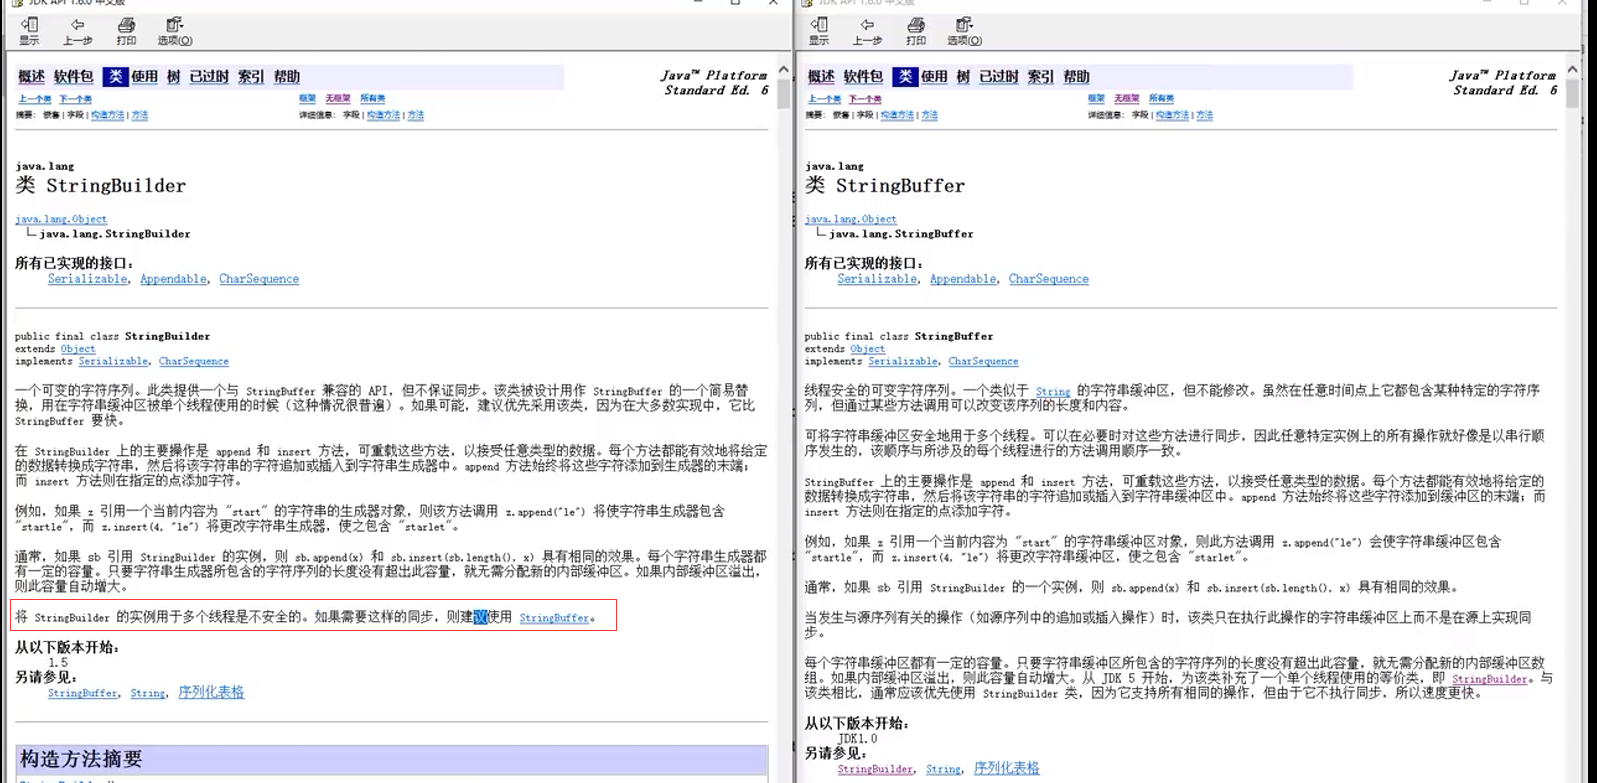 JDK API 1.6.0 中文版
显示 上一步 打印 选项(O)
概述 软件包 类 使用 树 已过时 索引 帮助
Java™ Platform
Standard Ed. 6
上一个类 下一个类
框架 无框架 所有类
摘要： 嵌套 | 字段 | 构造方法 | 方法
详细信息： 字段 | 构造方法 | 方法
java.lang
类 StringBuilder
java.lang.Object
java.lang.StringBuilder
所有已实现的接口：
Serializable, Appendable, CharSequence
public final class StringBuilder
extends Object
implements Serializable, CharSequence
一个可变的字符序列。此类提供一个与 StringBuffer 兼容的 API，但不保证同步。该类被设计用作 StringBuffer 的一个简易替
换，用在字符串缓冲区被单个线程使用的时候（这种情况很普遍）。如果可能，建议优先采用该类，因为在大多数实现中，它比
StringBuffer 要快。
在 StringBuilder 上的主要操作是 append 和 insert 方法，可重载这些方法，以接受任意类型的数据。每个方法都能有效地将给定
的数据转换成字符串，然后将该字符串的字符追加或插入到字符串生成器中。append 方法始终将这些字符添加到生成器的末端；
而 insert 方法则在指定的点添加字符。
例如，如果 z 引用一个当前内容为 "start" 的字符串的生成器对象，则该方法调用 z.append("le") 将使字符串生成器包含
"startle"，而 z.insert(4, "le") 将更改字符串生成器，使之包含 "starlet"。
通常，如果 sb 引用 StringBuilder 的实例，则 sb.append(x) 和 sb.insert(sb.length(), x) 具有相同的效果。每个字符串生成器都
有一定的容量。只要字符串生成器所包含的字符序列的长度没有超出此容量，就无需分配新的内部缓冲区。如果内部缓冲区溢出，
则此容量自动增大。
将 StringBuilder 的实例用于多个线程是不安全的。如果需要这样的同步，则建议使用 StringBuffer。
从以下版本开始：
1.5
另请参见：
StringBuffer, String, 序列化表格
构造方法摘要
JDK API 1.6.0 中文版
显示 上一步 打印 选项(O)
概述 软件包 类 使用 树 已过时 索引 帮助
Java™ Platform
Standard Ed. 6
上一个类 下一个类
框架 无框架 所有类
摘要： 嵌套 | 字段 | 构造方法 | 方法
详细信息： 字段 | 构造方法 | 方法
java.lang
类 StringBuffer
java.lang.Object
java.lang.StringBuffer
所有已实现的接口：
Serializable, Appendable, CharSequence
public final class StringBuffer
extends Object
implements Serializable, CharSequence
线程安全的可变字符序列。一个类似于 String 的字符串缓冲区，但不能修改。虽然在任意时间点上它都包含某种特定的字符序
列，但通过某些方法调用可以改变该序列的长度和内容。
可将字符串缓冲区安全地用于多个线程。可以在必要时对这些方法进行同步，因此任意特定实例上的所有操作就好像是以串行顺
序发生的，该顺序与所涉及的每个线程进行的方法调用顺序一致。
StringBuffer 上的主要操作是 append 和 insert 方法，可重载这些方法，以接受任意类型的数据。每个方法都能有效地将给定的
数据转换成字符串，然后将该字符串的字符追加或插入到字符串缓冲区中。append 方法始终将这些字符添加到缓冲区的末端；而
insert 方法则在指定的点添加字符。
例如，如果 z 引用一个当前内容为 "start" 的字符串缓冲区对象，则此方法调用 z.append("le") 会使字符串缓冲区包含
"startle"，而 z.insert(4, "le") 将更改字符串缓冲区，使之包含 "starlet"。
通常，如果 sb 引用 StringBuilder 的一个实例，则 sb.append(x) 和 sb.insert(sb.length(), x) 具有相同的效果。
当发生与源序列有关的操作（如源序列中的追加或插入操作）时，该类只在执行此操作的字符串缓冲区上而不是在源上实现同
步。
每个字符串缓冲区都有一定的容量。只要字符串缓冲区所包含的字符序列的长度没有超出此容量，就无需分配新的内部缓冲区数
组。如果内部缓冲区溢出，则此容量自动增大。从 JDK 5 开始，为该类补充了一个单个线程使用的等价类，即 StringBuilder。与
该类相比，通常应该优先使用 StringBuilder 类，因为它支持所有相同的操作，但由于它不执行同步，所以速度更快。
从以下版本开始：
JDK1.0
另请参见：
StringBuilder, String, 序列化表格